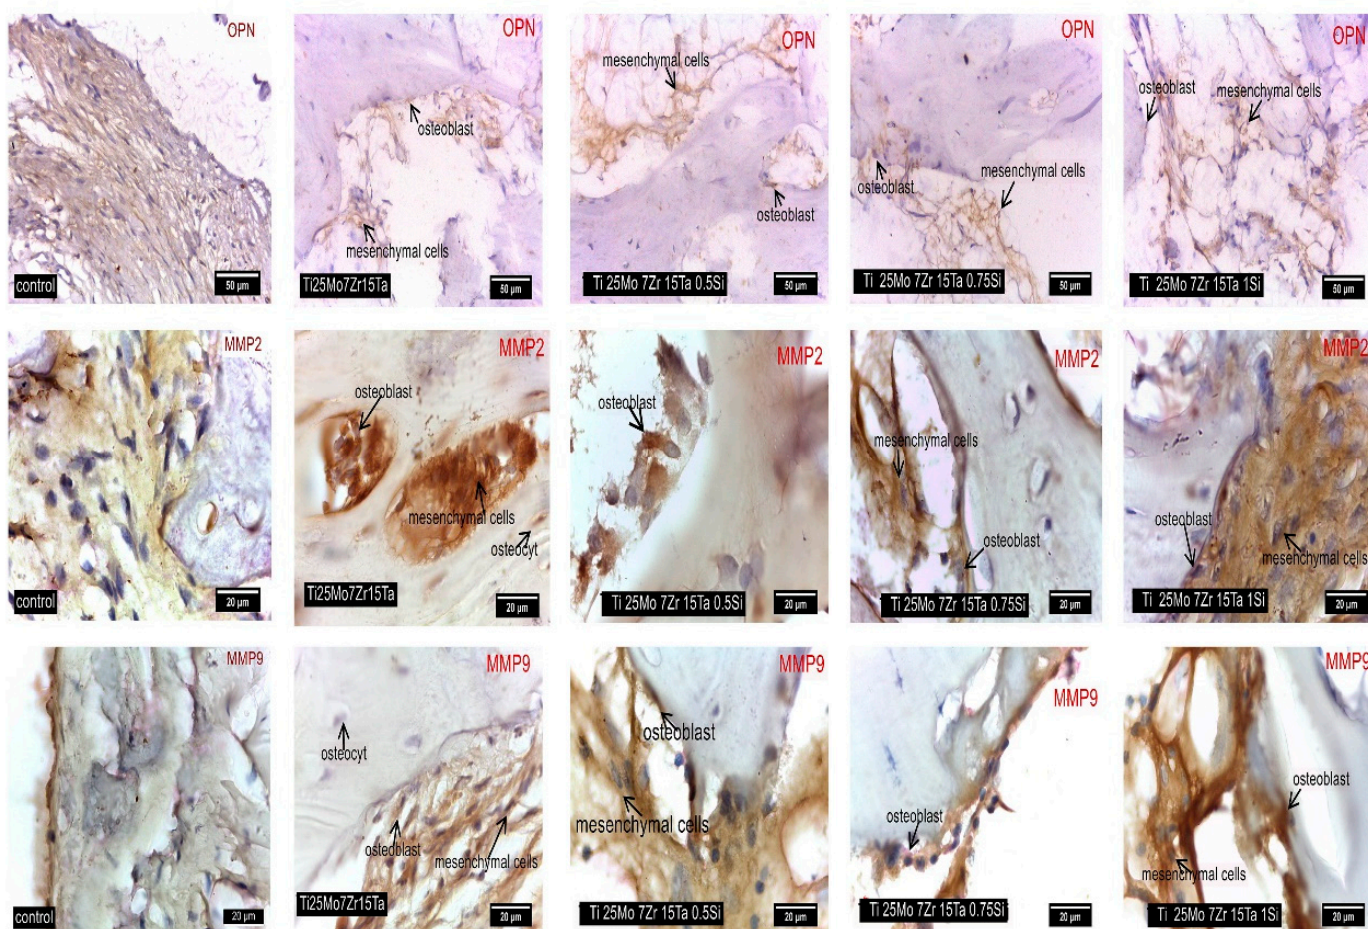 OPN
control
50 µm
OPN
osteoblast
mesenchymal cells
Ti25Mo7Zr15Ta
50 µm
OPN
mesenchymal cells
osteoblast
Ti 25Mo 7Zr 15Ta 0.5Si
50 µm
OPN
osteoblast
mesenchymal cells
Ti 25Mo 7Zr 15Ta 0.75Si
50 µm
OPN
osteoblast
mesenchymal cells
Ti 25Mo 7Zr 15Ta 1Si
50 µm
MMP2
control
20 µm
MMP2
osteoblast
mesenchymal cells
osteocyt
Ti25Mo7Zr15Ta
20 µm
MMP2
osteoblast
Ti 25Mo 7Zr 15Ta 0.5Si
20 µm
MMP2
mesenchymal cells
osteoblast
Ti 25Mo 7Zr 15Ta 0.75Si
20 µm
MMP2
osteoblast
mesenchymal cells
Ti 25Mo 7Zr 15Ta 1Si
20 µm
MMP9
control
20 µm
MMP9
osteocyt
osteoblast
mesenchymal cells
Ti25Mo7Zr15Ta
20 µm
MMP9
osteoblast
mesenchymal cells
Ti 25Mo 7Zr 15Ta 0.5Si
20 µm
MMP9
osteoblast
Ti 25Mo 7Zr 15Ta 0.75Si
20 µm
MMP9
osteoblast
mesenchymal cells
Ti 25Mo 7Zr 15Ta 1Si
20 µm